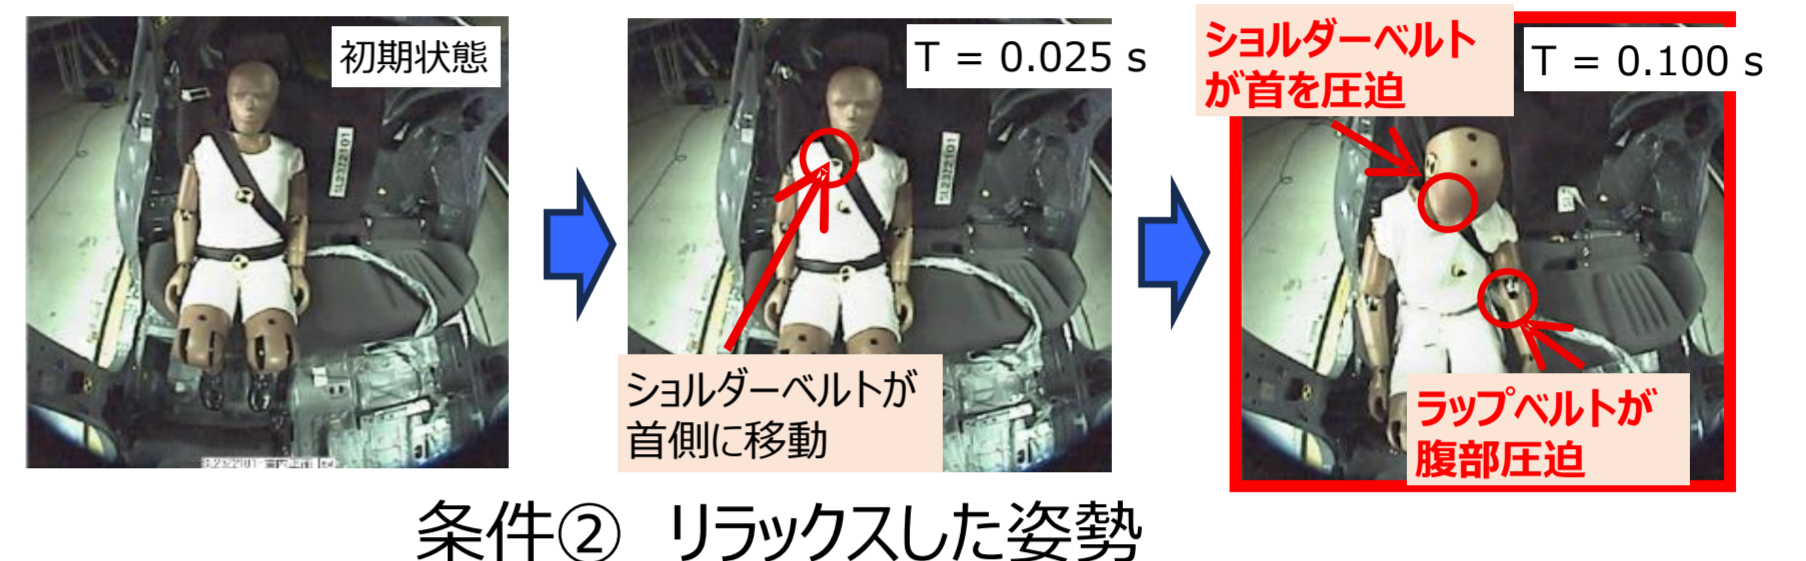 初期状態
T = 0.025 s
ショルダーベルト
が首を圧迫
T = 0.100 s
SL2372101
SL2372101
ショルダーベルトが
首側に移動
ラップベルトが
腹部圧迫
条件② リラックスした姿勢